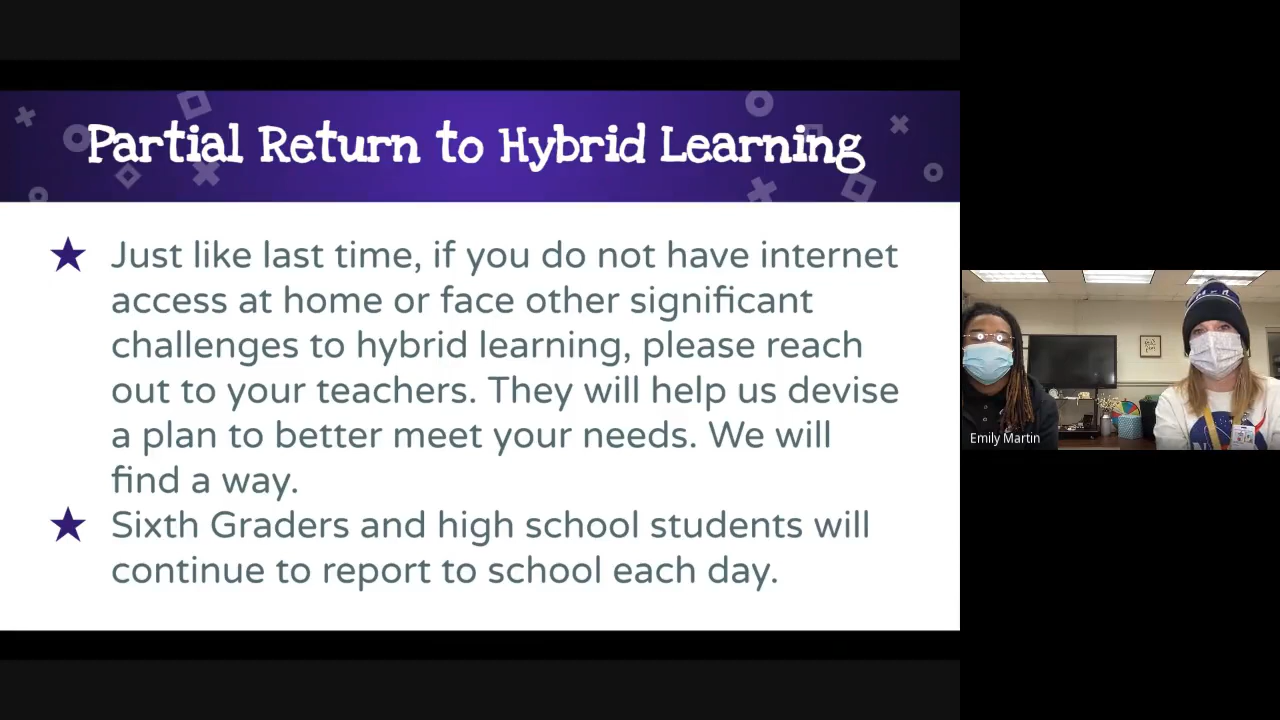 Partial Return to Hybrid Learning
★ Just like last time, if you do not have internet
access at home or face other significant
challenges to hybrid learning, please reach
out to your teachers. They will help us devise
a plan to better meet your needs. We will
find a way.
★ Sixth Graders and high school students will
continue to report to school each day.
Emily Martin